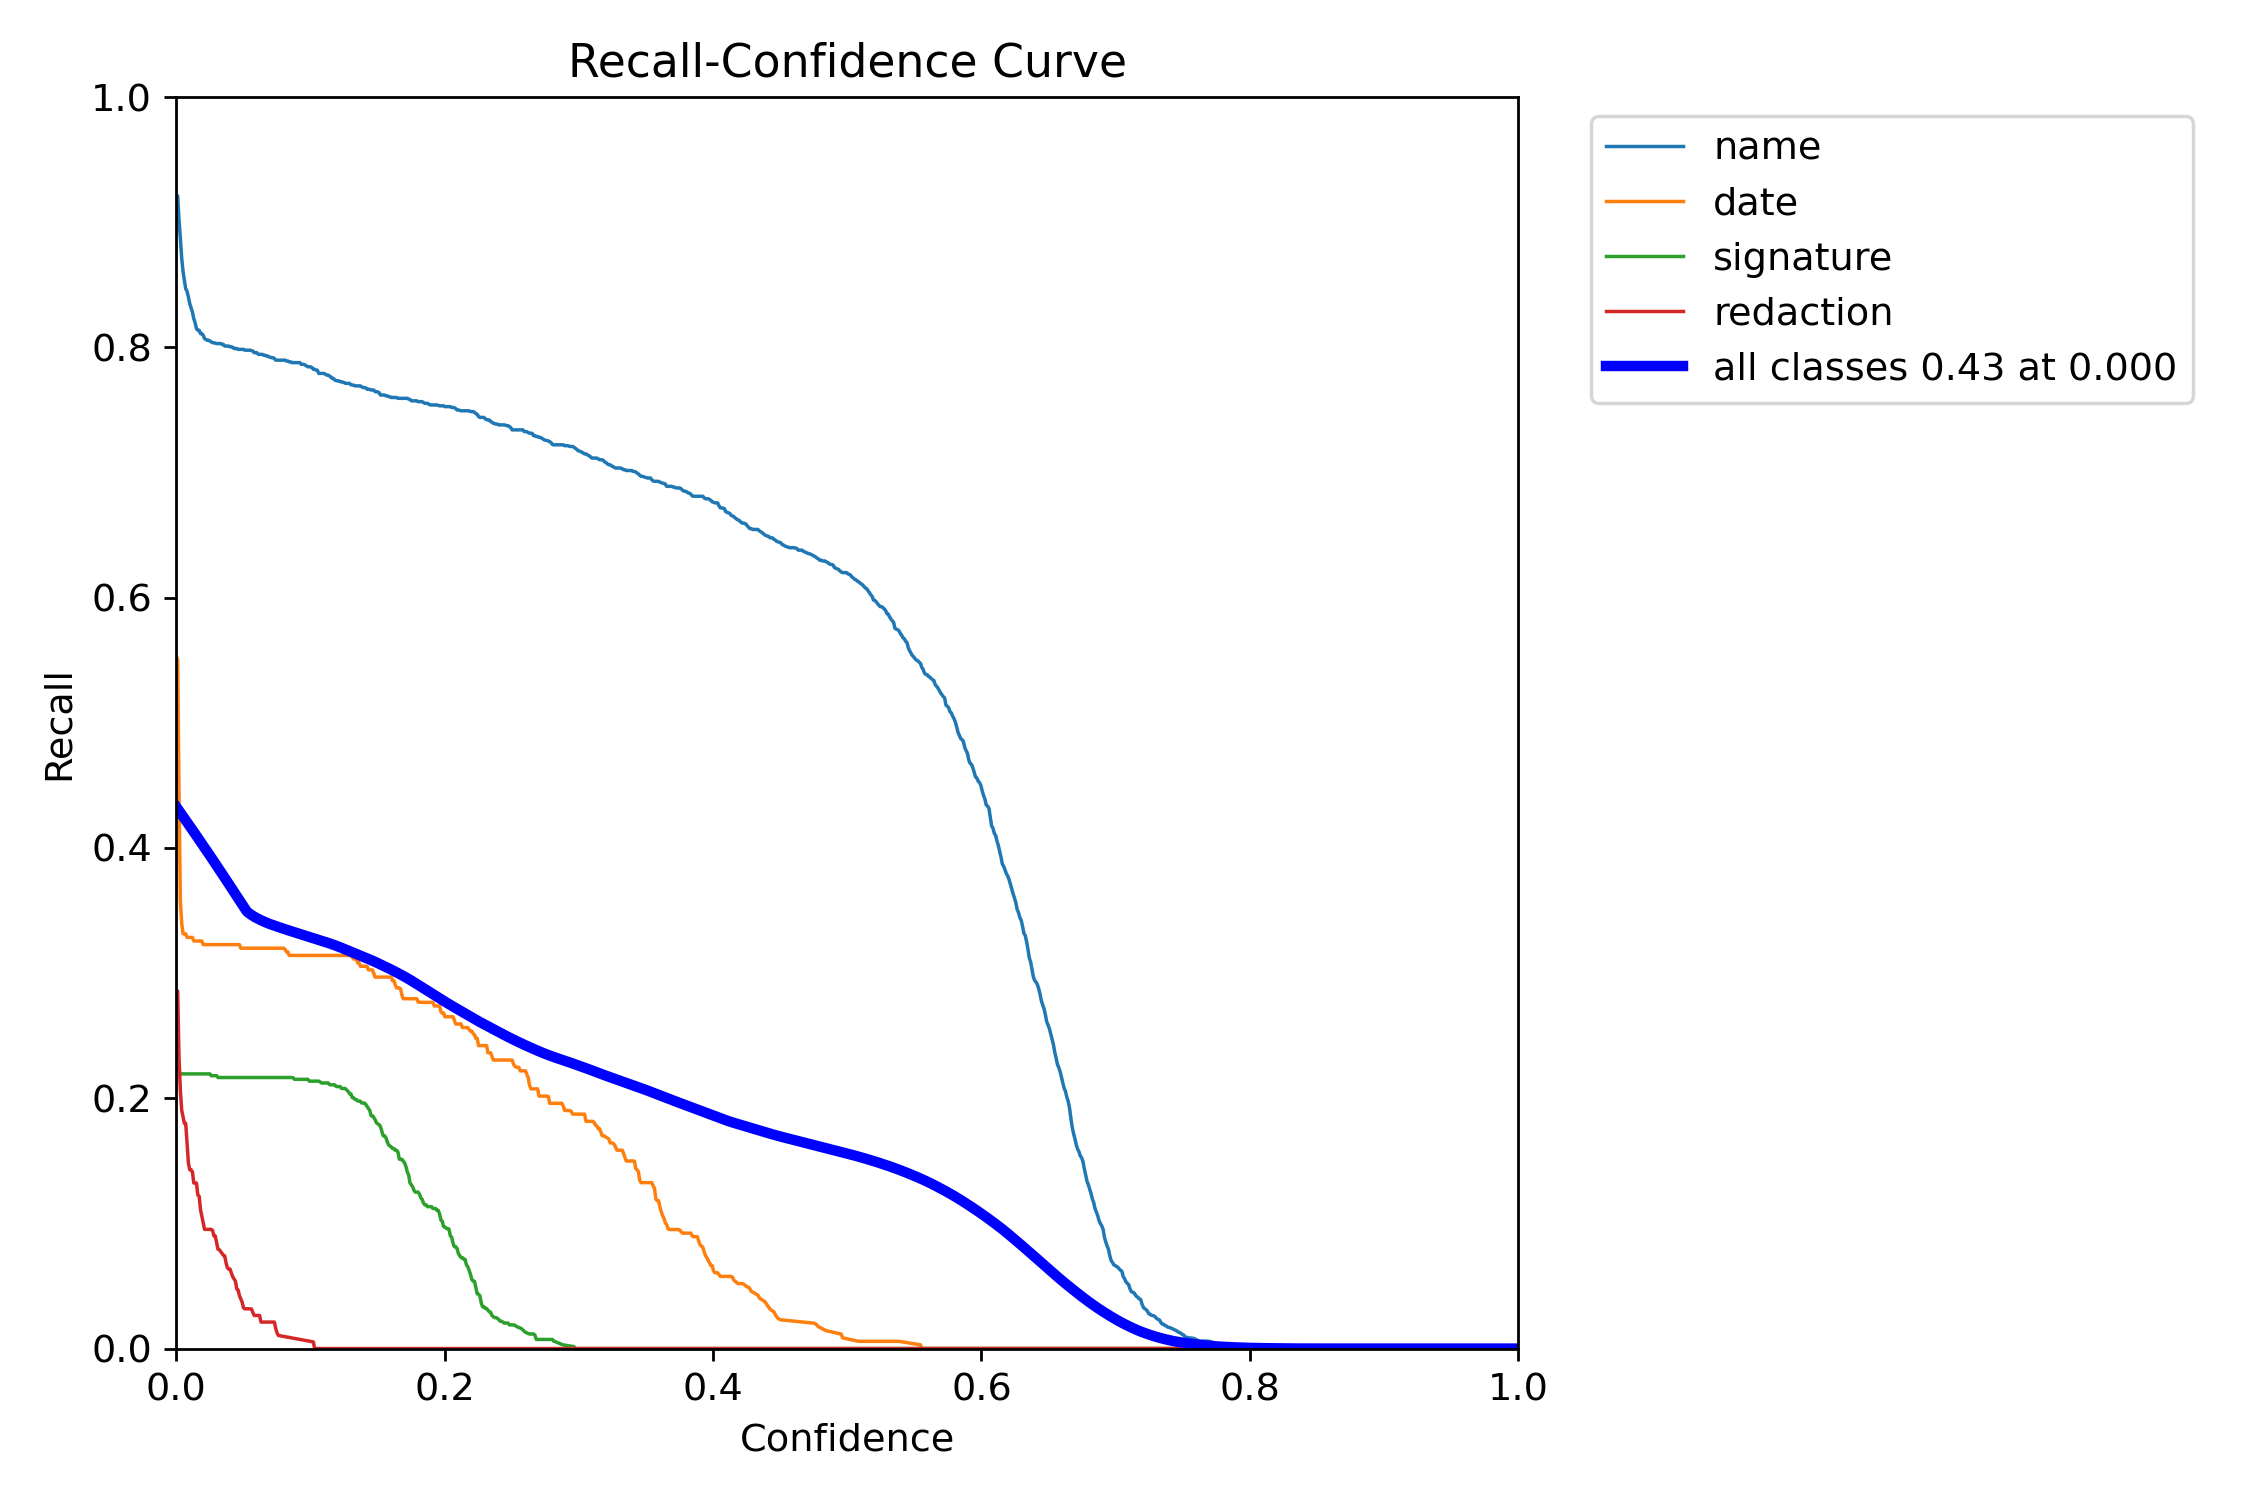 Recall-Confidence Curve
1.0
0.8
0.6
0.4
0.2
0.0
Recall
0.0 0.2 0.4 0.6 0.8 1.0
Confidence
name
date
signature
redaction
all classes 0.43 at 0.000